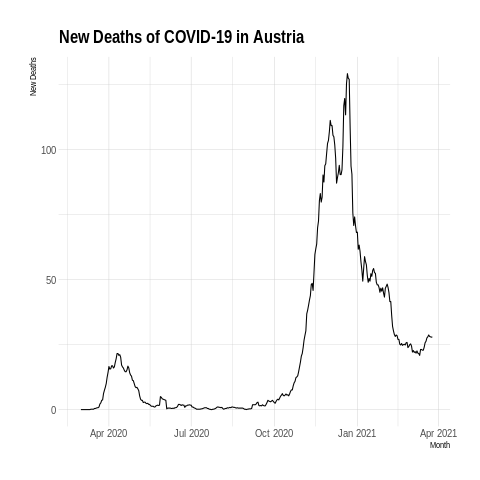 New Deaths of COVID-19 in Austria
New Deaths
100
50
0
Apr 2020
Jul 2020
Oct 2020
Jan 2021
Apr 2021
Month